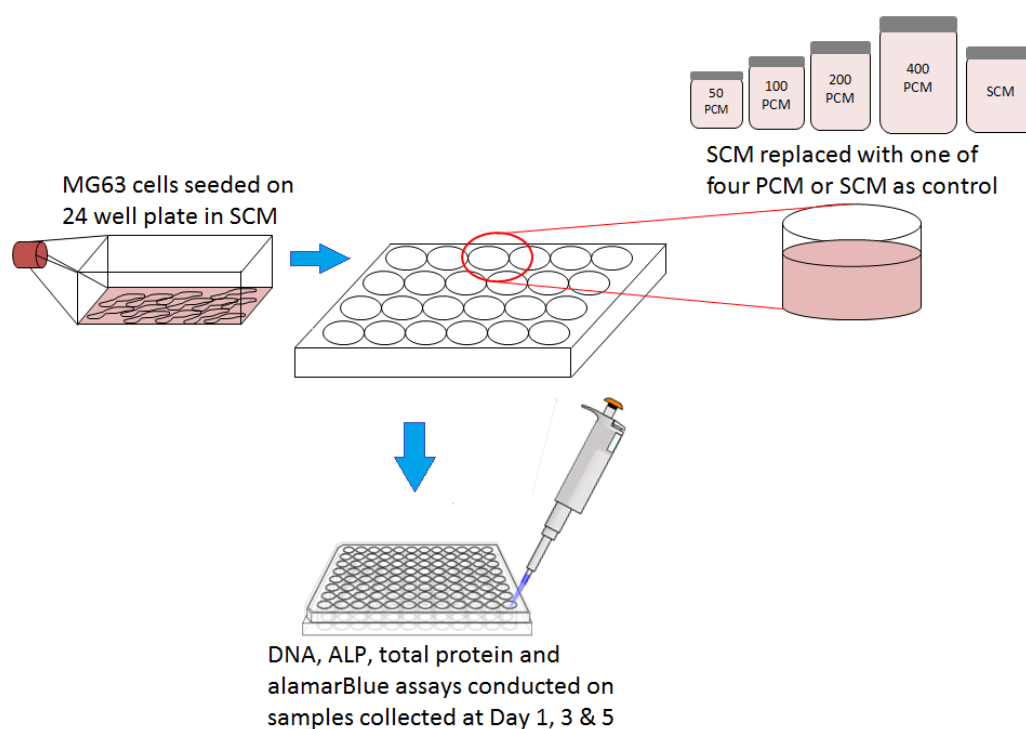 50
PCM
100
PCM
200
PCM
400
PCM
SCM
SCM replaced with one of
four PCM or SCM as control
MG63 cells seeded on
24 well plate in SCM
DNA, ALP, total protein and
alamarBlue assays conducted on
samples collected at Day 1, 3 & 5